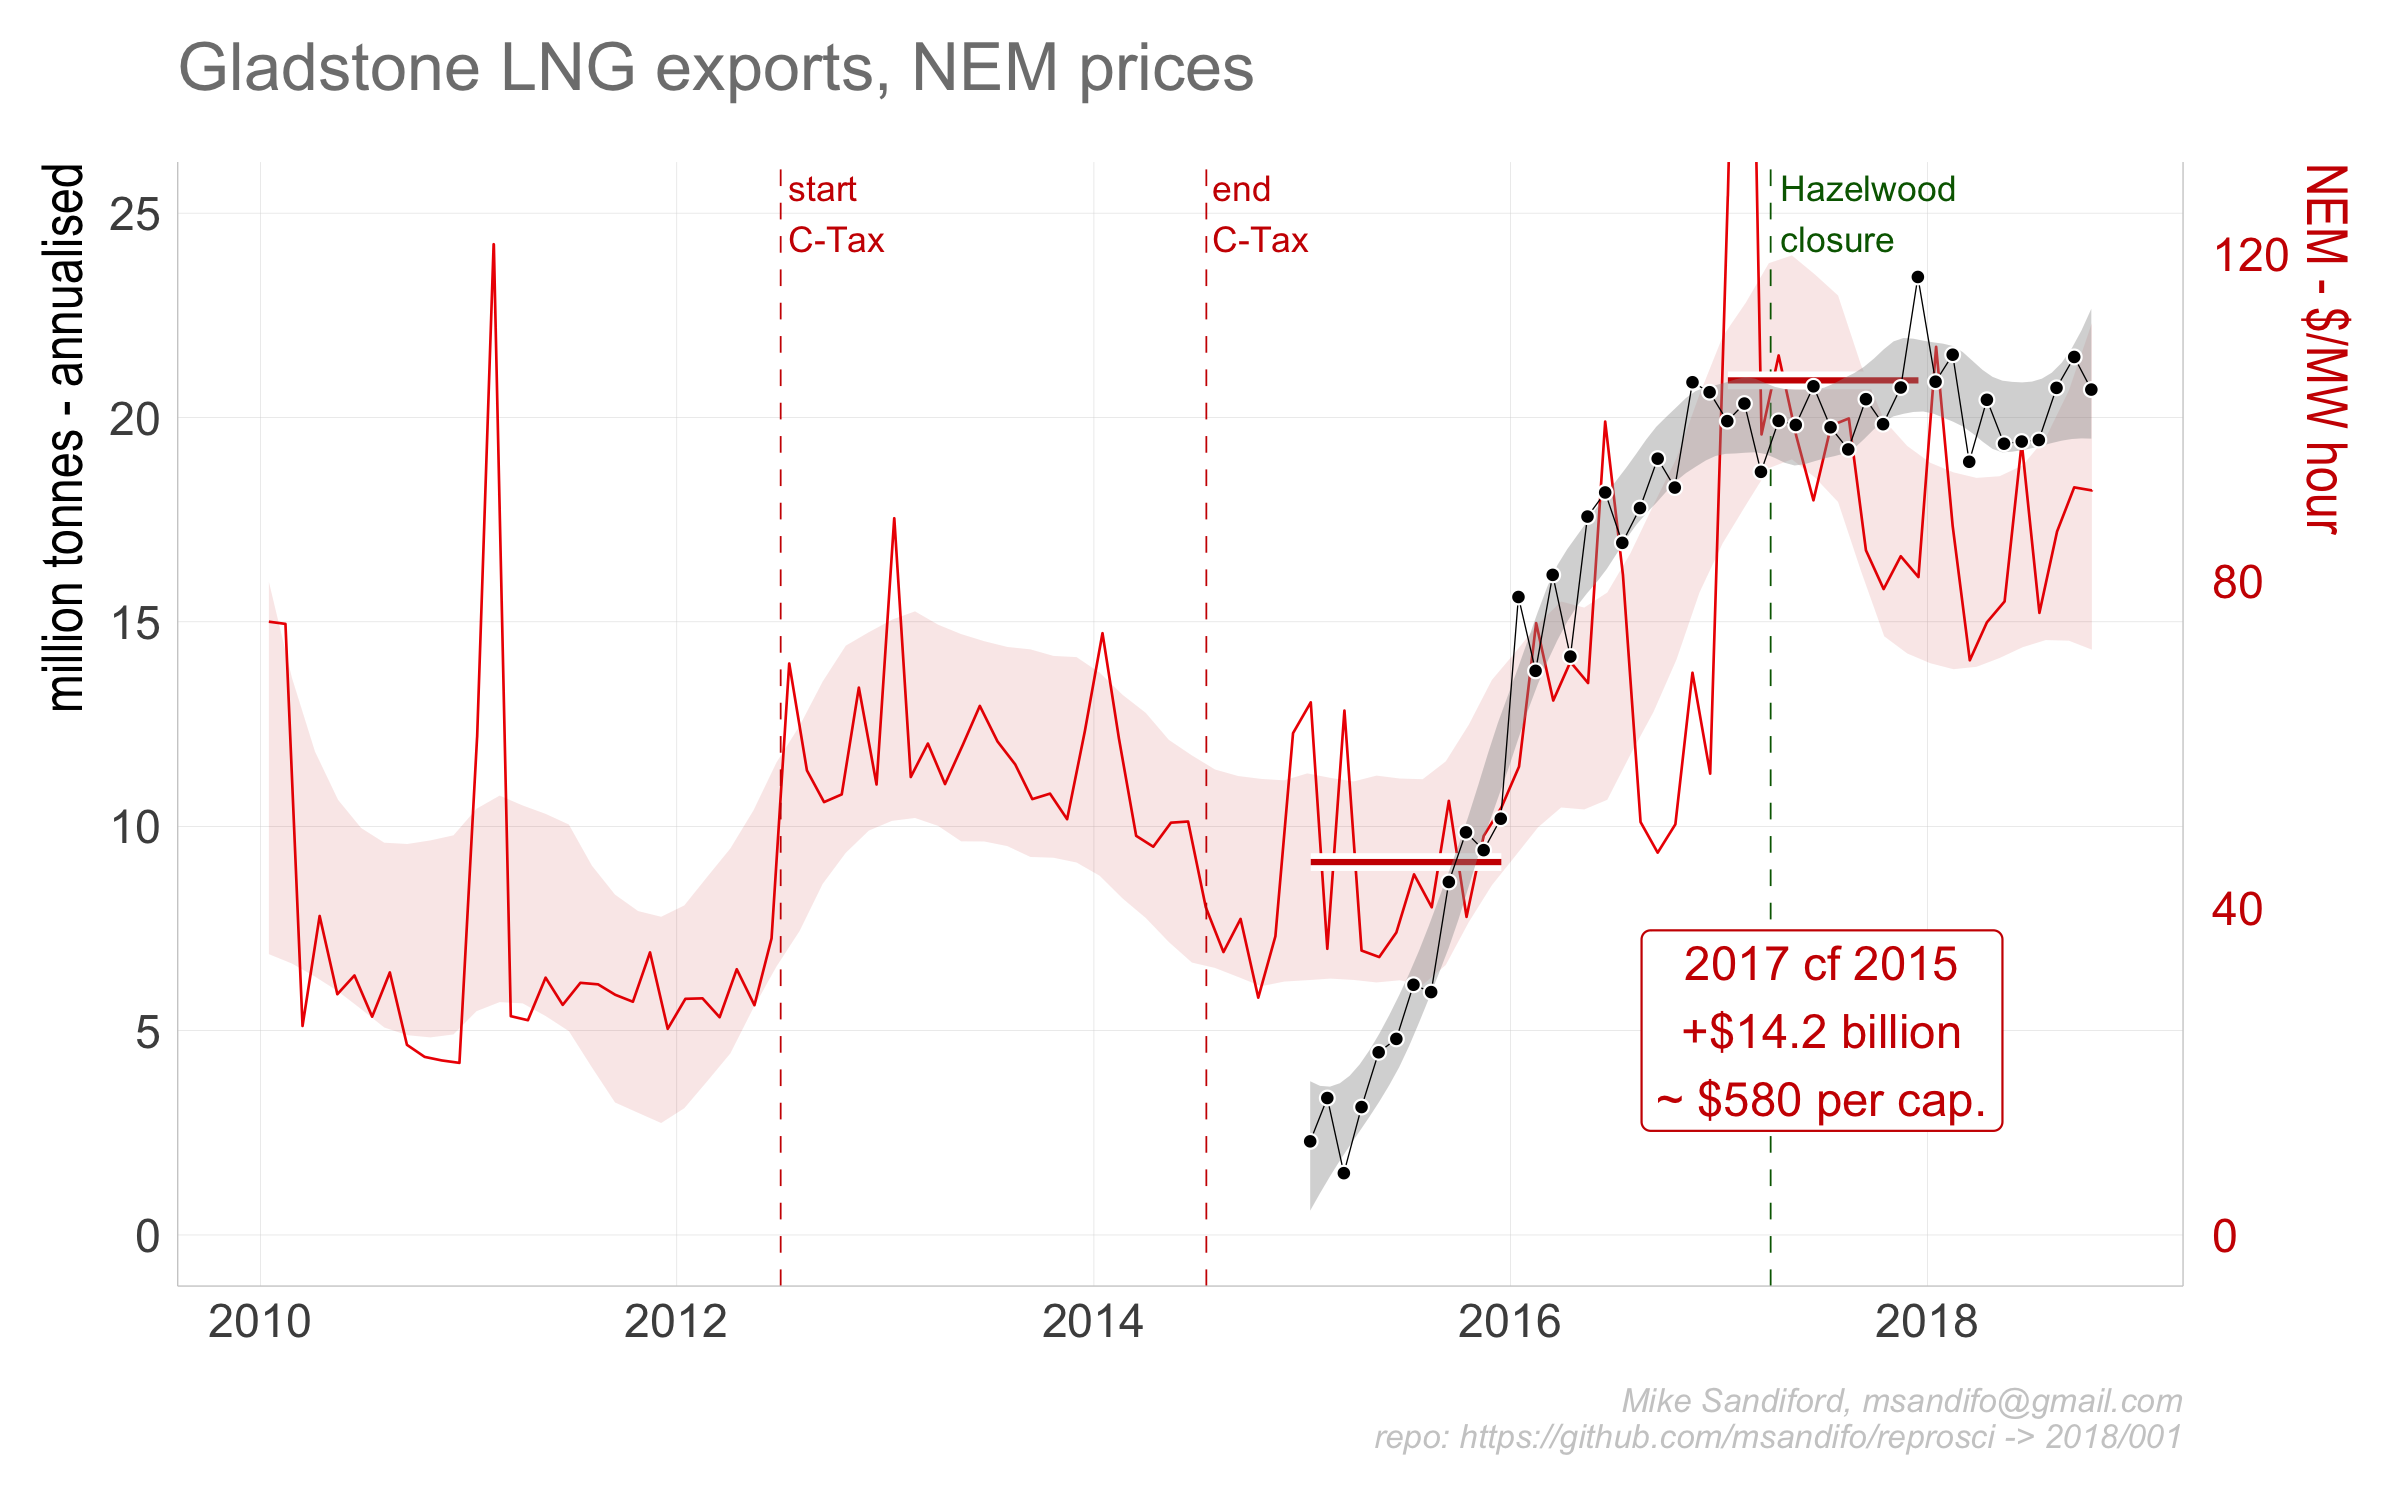 Gladstone LNG exports, NEM prices
million tonnes - annualised
NEM - $/MW hour
25
20
15
10
5
0
120
80
40
0
start
C-Tax
end
C-Tax
Hazelwood
closure
2017 cf 2015
+$14.2 billion
~ $580 per cap.
2010
2012
2014
2016
2018
Mike Sandiford, msandifo@gmail.com
repo: https://github.com/msandifo/reprosci -> 2018/001